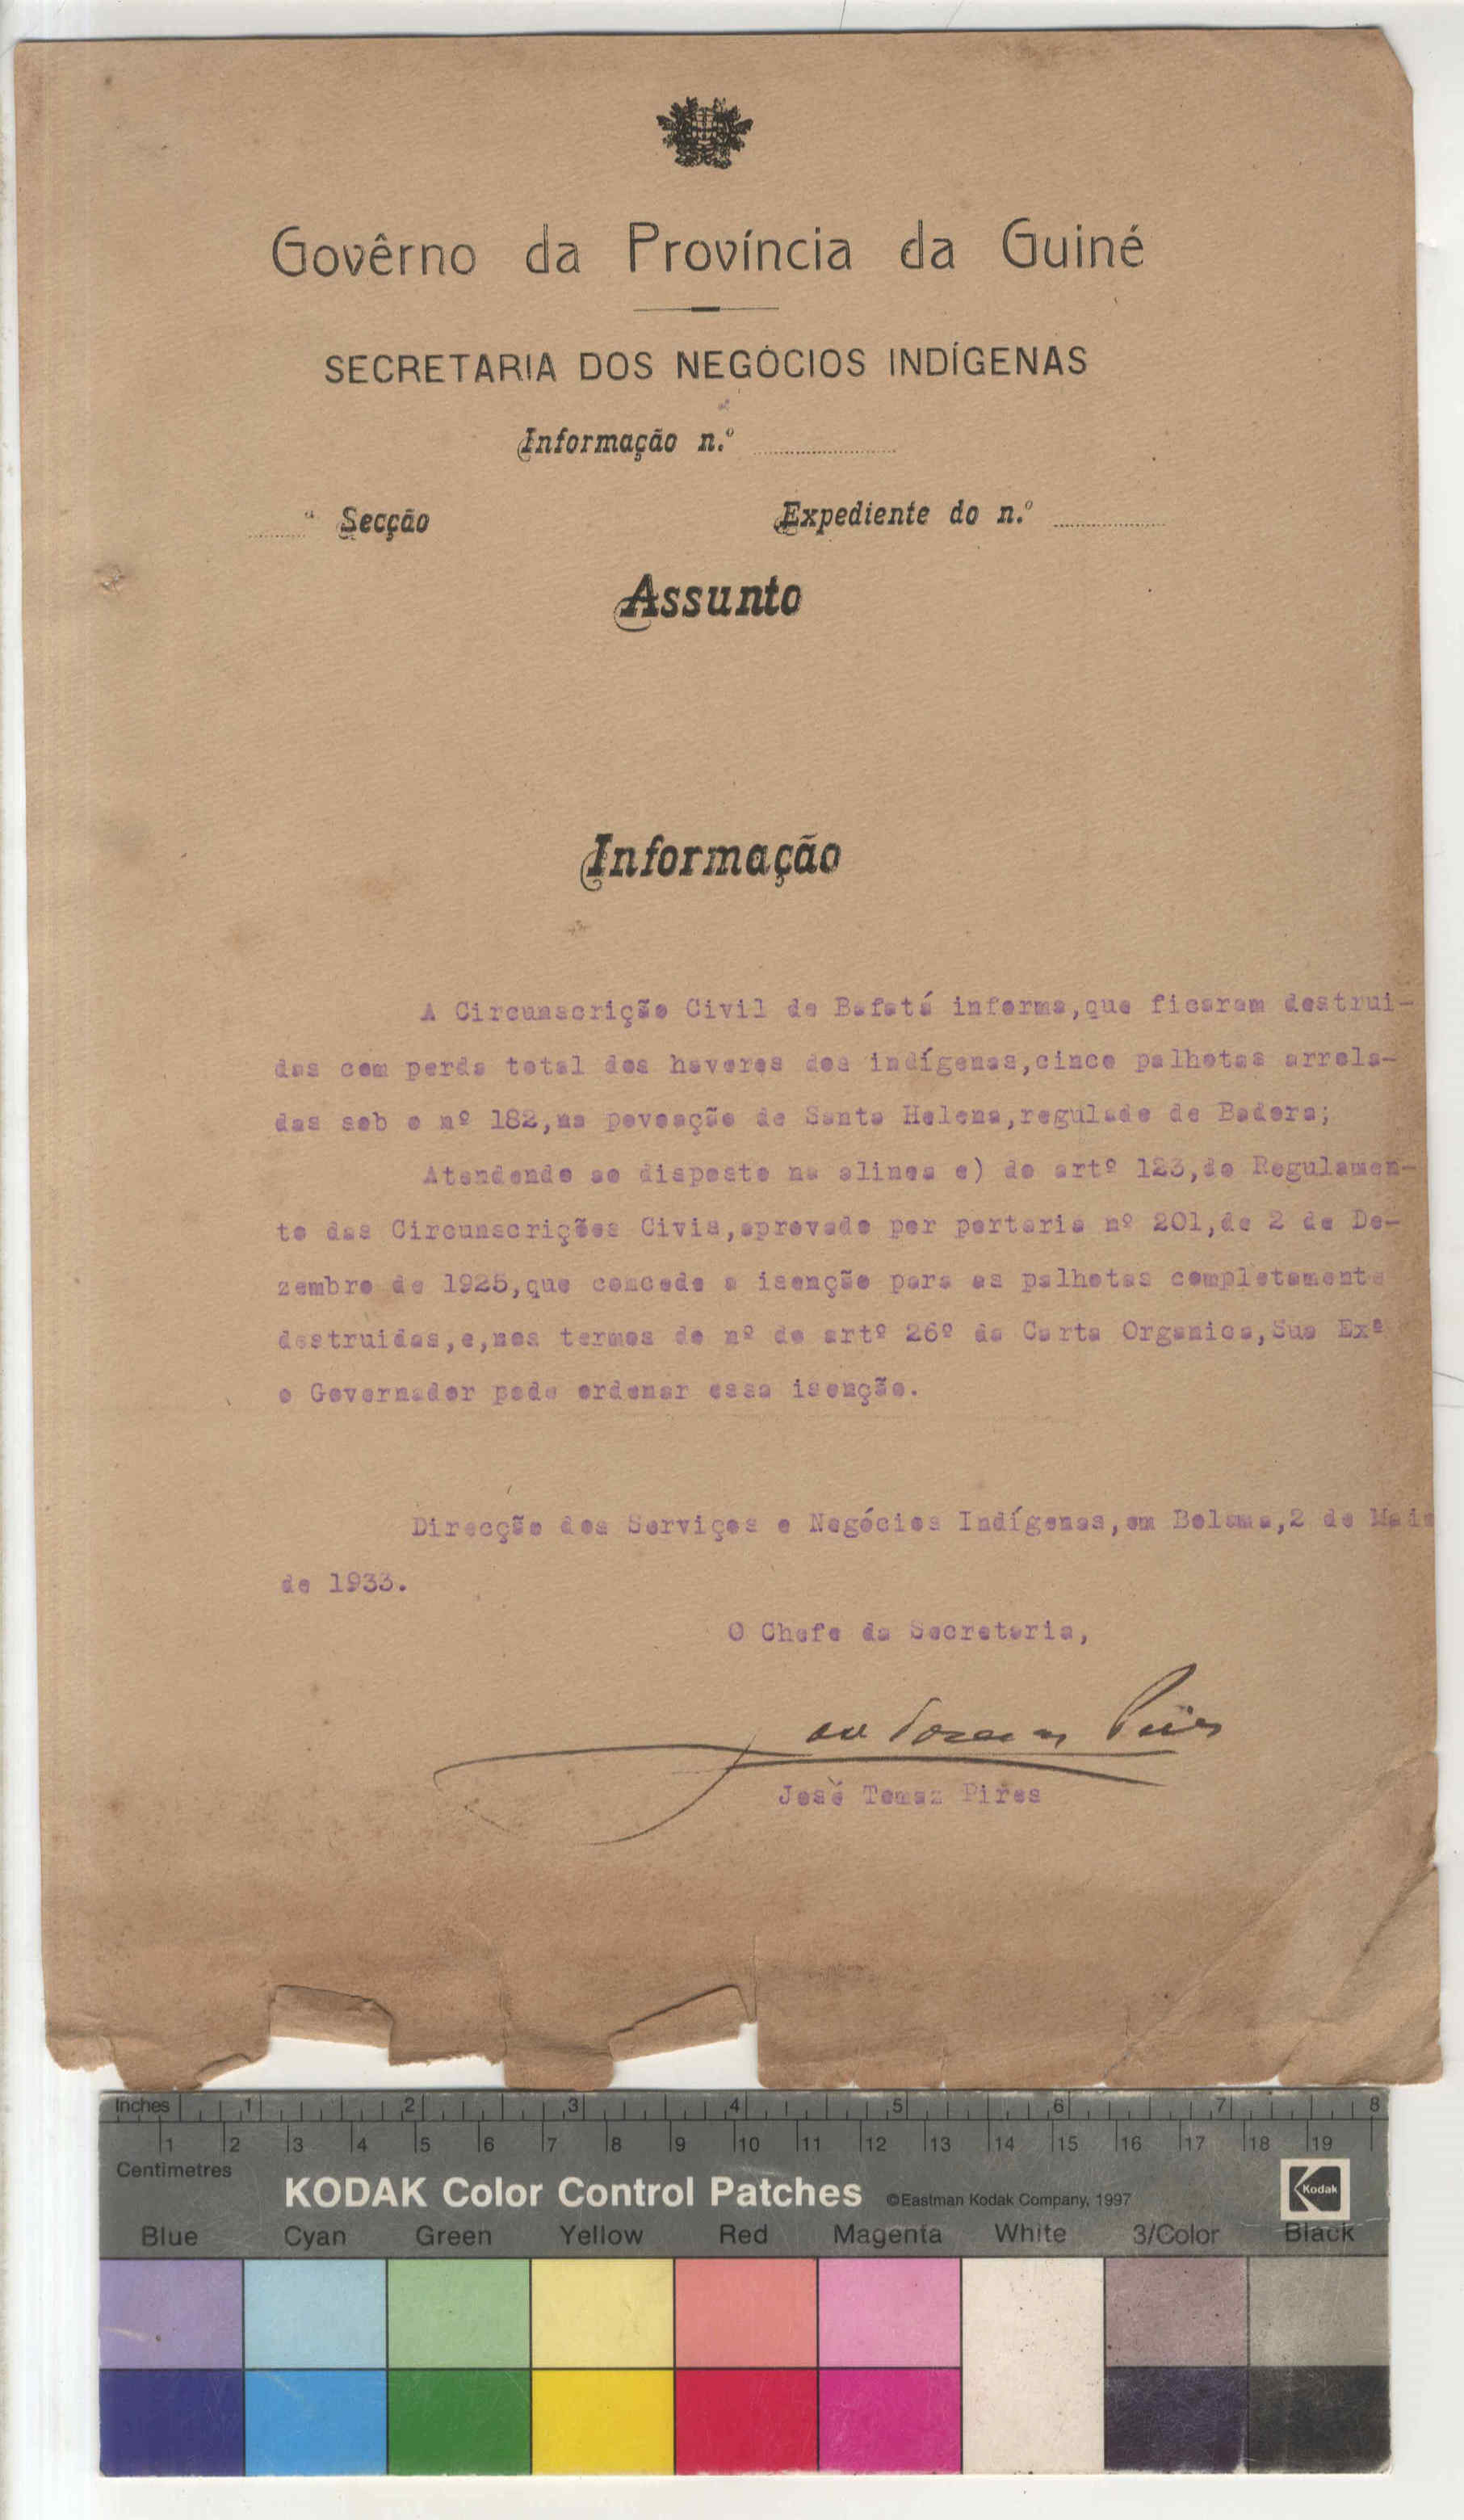 Govêrno da Província da Guiné
SECRETARIA DOS NEGÓCIOS INDÍGENAS
Informação n.º
ª Secção Expediente do n.º
Assunto
Informação
A Circunscrição Civil de Bafatá informa,que ficaram destrui-
das com perda total dos haveres dos indígenas,cinco palhotas arrola-
das sob o nº 182,na povoação de Santa Helena,regulado de Badora;
Atendendo ao disposto na alinea e) do artº 123,do Regulamen-
to das Circunscrições Civis,aprovado por portaria nº 201,de 2 de De-
zembro de 1925,que concede a isenção para as palhotas completamente
destruidas,e,nos termos do nº do artº 26º da Carta Organica,Sua Exª
o Governador pode ordenar essa isenção.
Direcção dos Serviços e Negócios Indígenas,em Bolama,2 de Maio
de 1933.
O Chefe da Secretaria,
José Tomaz Pires
Inches 1 2 3 4 5 6 7 8
1 2 3 4 5 6 7 8 9 10 11 12 13 14 15 16 17 18 19
Centimetres
KODAK Color Control Patches ©Eastman Kodak Company, 1997 Kodak
Blue Cyan Green Yellow Red Magenta White 3/Color Black